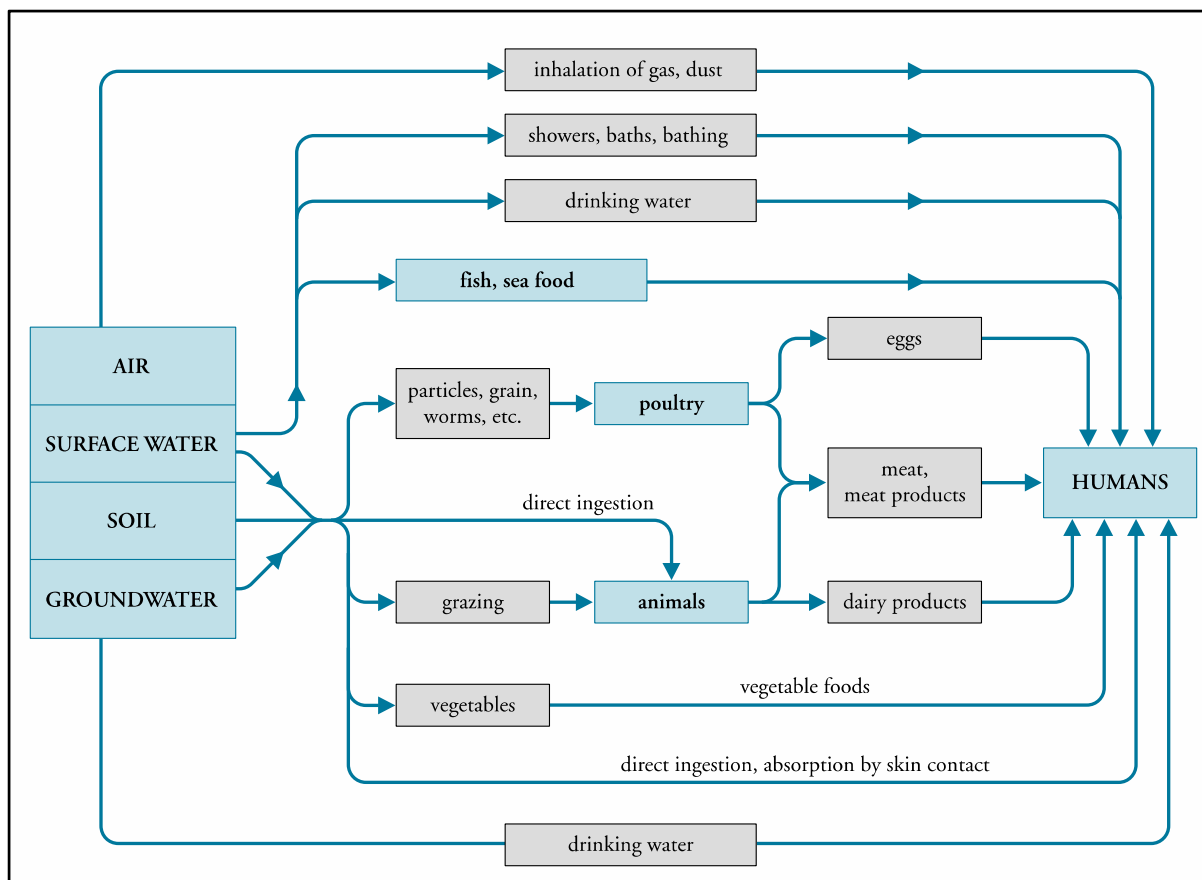 inhalation of gas, dust
showers, baths, bathing
drinking water
fish, sea food
AIR
SURFACE WATER
SOIL
GROUNDWATER
particles, grain,
worms, etc.
poultry
eggs
meat,
meat products
HUMANS
direct ingestion
grazing
animals
dairy products
vegetables
vegetable foods
direct ingestion, absorption by skin contact
drinking water